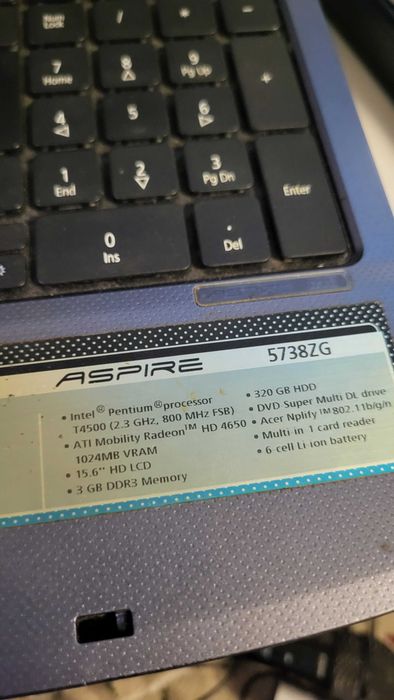 Num
Lock
/
*
-
7
Home
8
9
Pg Up
+
4
5
6
1
End
2
3
Pg Dn
Enter
0
Ins
.
Del
ASPIRE
5738ZG
• Intel® Pentium® processor
T4500 (2.3 GHz, 800 MHz FSB)
• ATI Mobility Radeon™ HD 4650
1024MB VRAM
• 15.6" HD LCD
• 3 GB DDR3 Memory
• 320 GB HDD
• DVD-Super Multi DL drive
• Acer Nplify™ 802.11b/g/n
• Multi-in 1 card reader
• 6-cell Li-ion battery